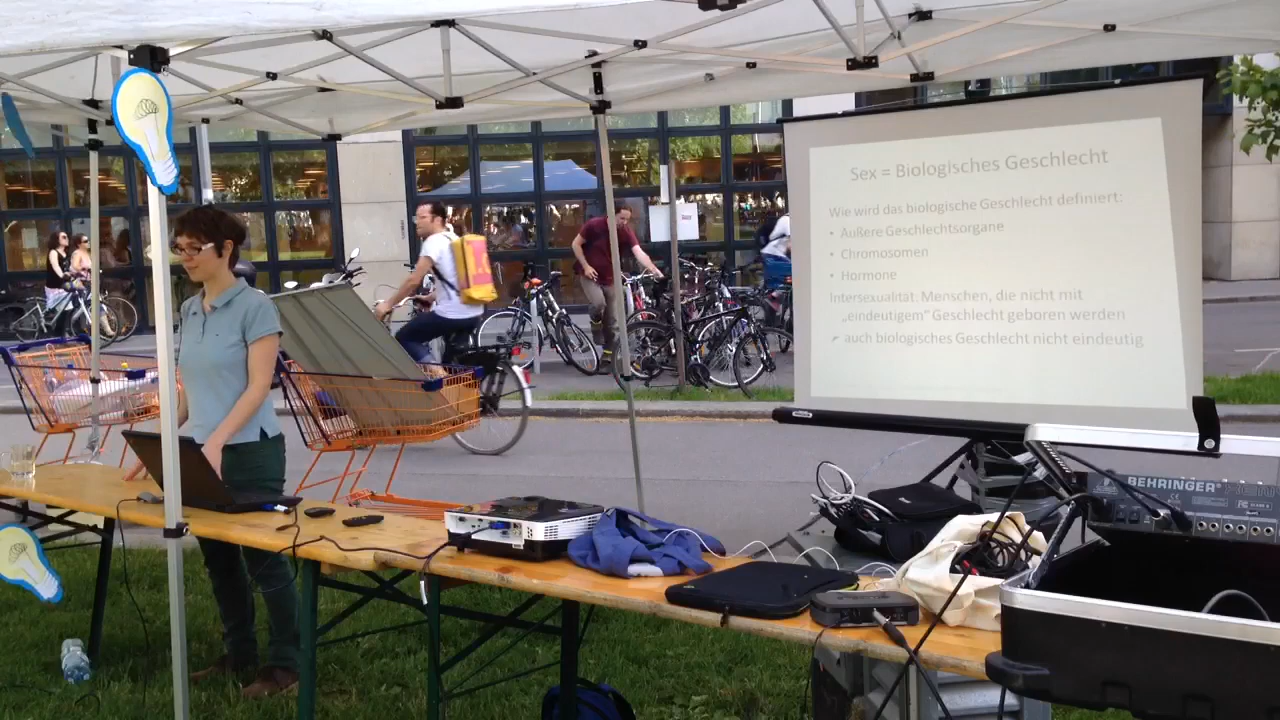 Sex = Biologisches Geschlecht
Wie wird das biologische Geschlecht definiert:
• Äußere Geschlechtsorgane
• Chromosomen
• Hormone
Intersexualität: Menschen, die nicht mit
„eindeutigem" Geschlecht geboren werden
auch biologisches Geschlecht nicht eindeutig
BEHRINGER